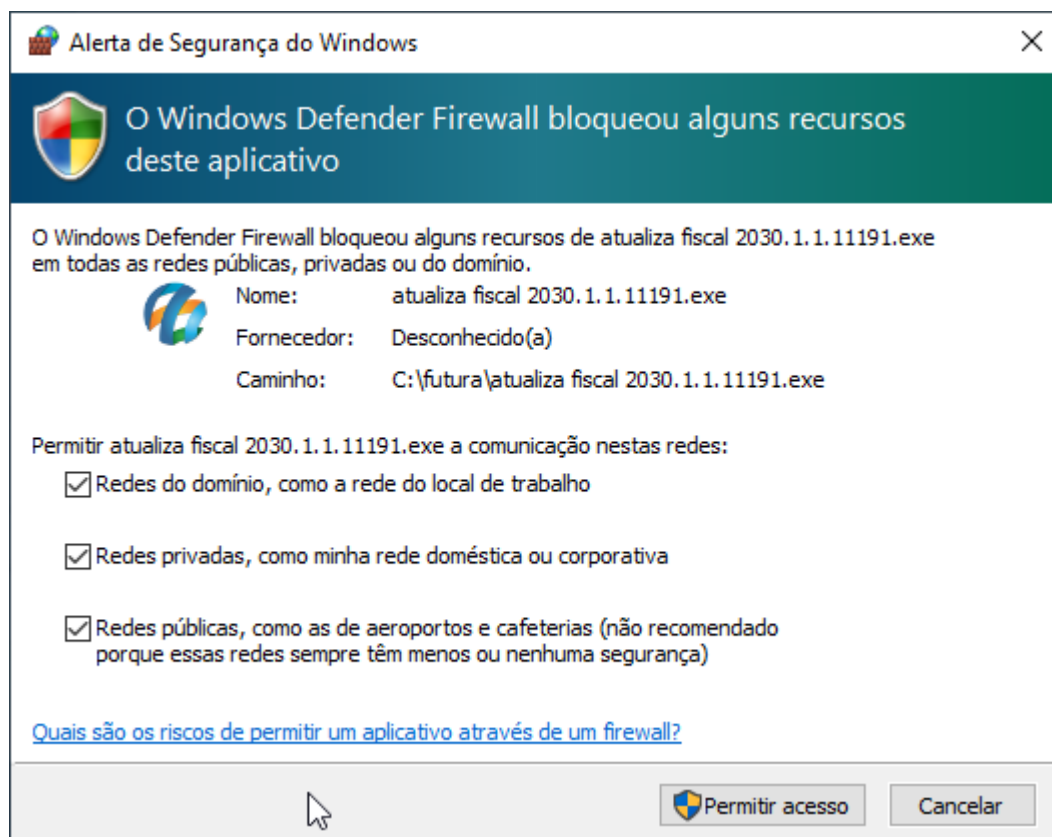 Alerta de Segurança do Windows
O Windows Defender Firewall bloqueou alguns recursos
deste aplicativo
O Windows Defender Firewall bloqueou alguns recursos de atualiza fiscal 2030.1.1.11191.exe
em todas as redes públicas, privadas ou do domínio.
Nome: atualiza fiscal 2030.1.1.11191.exe
Fornecedor: Desconhecido(a)
Caminho: C:\futura\atualiza fiscal 2030.1.1.11191.exe
Permitir atualiza fiscal 2030.1.1.11191.exe a comunicação nestas redes:
Redes do domínio, como a rede do local de trabalho
Redes privadas, como minha rede doméstica ou corporativa
Redes públicas, como as de aeroportos e cafeterias (não recomendado
porque essas redes sempre têm menos ou nenhuma segurança)
Quais são os riscos de permitir um aplicativo através de um firewall?
Permitir acesso Cancelar